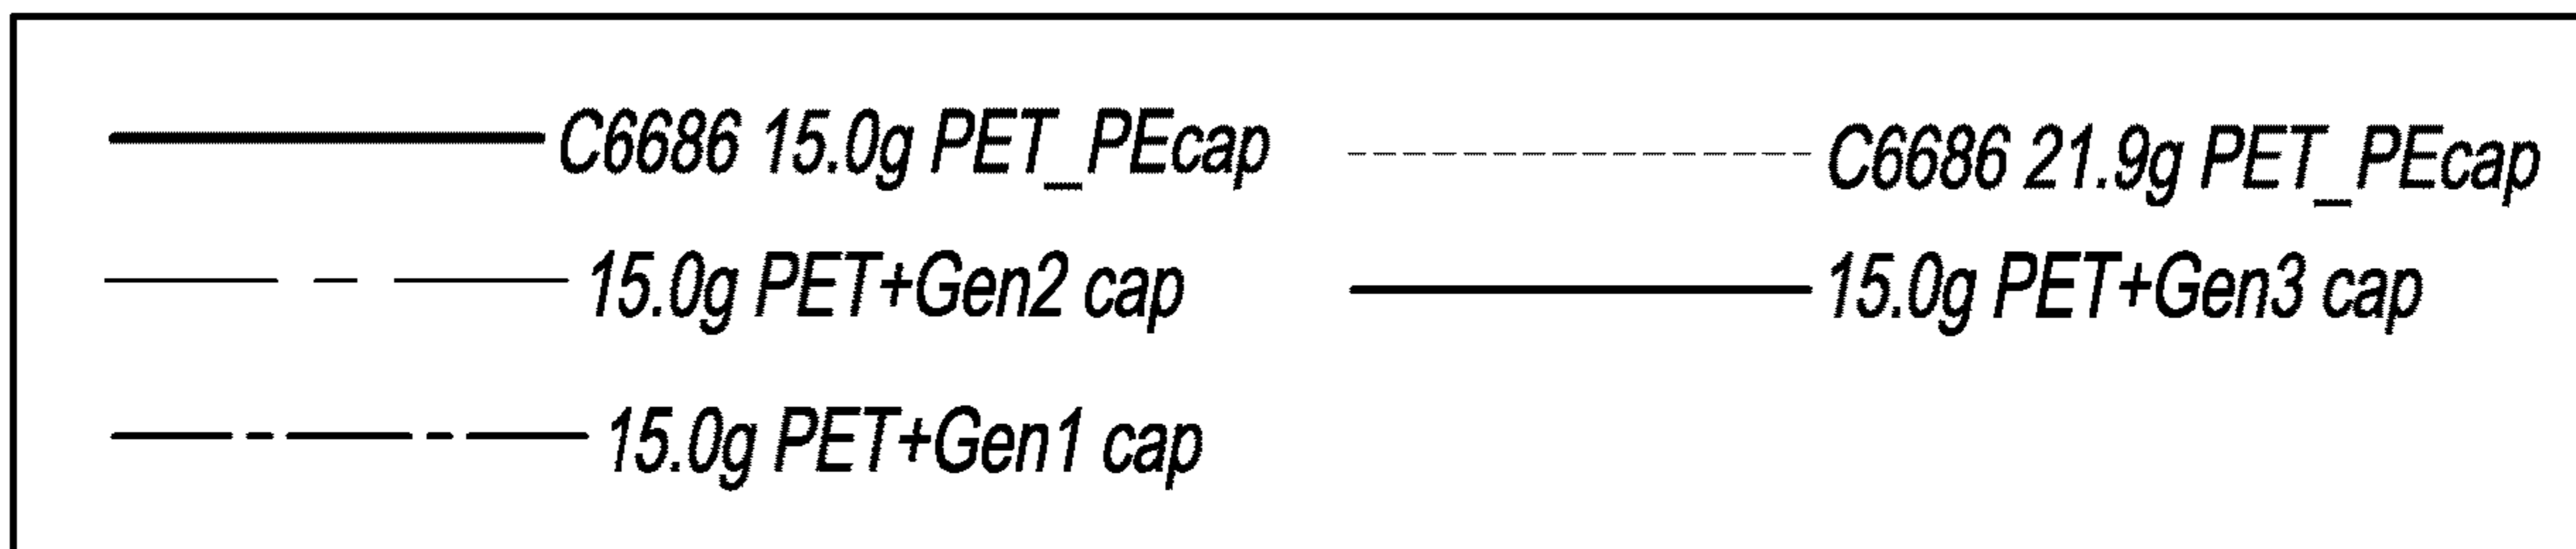 C6686 15.0g PET_PEcap
C6686 21.9g PET_PEcap
15.0g PET+Gen2 cap
15.0g PET+Gen3 cap
15.0g PET+Gen1 cap